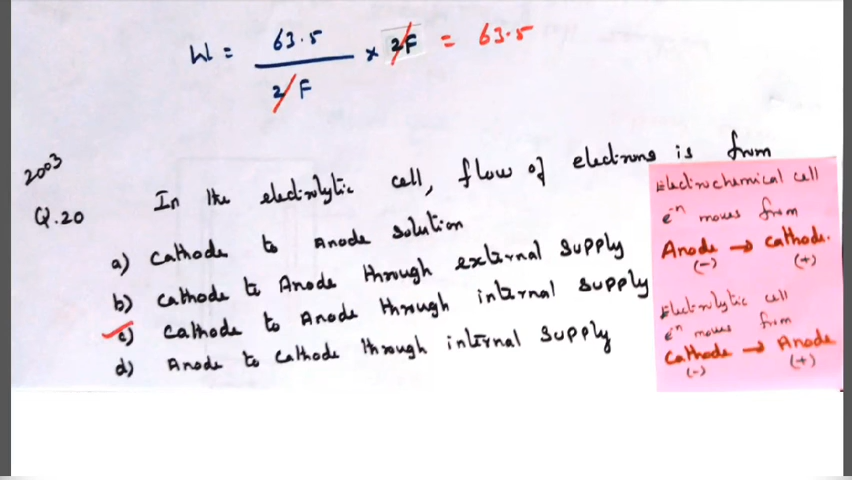 W = 63.5 / 2F × 2F = 63.5
2003
Q.20 In the electrolytic cell, flow of electrons is from
a) Cathode to Anode solution
b) Cathode to Anode through external supply
c) Cathode to Anode through internal supply
d) Anode to Cathode through internal supply
Electrochemical cell
e⁻ⁿ moves from
Anode → Cathode.
(-) (+)
Electrolytic cell
e⁻ⁿ moves from
Cathode → Anode
(-) (+)